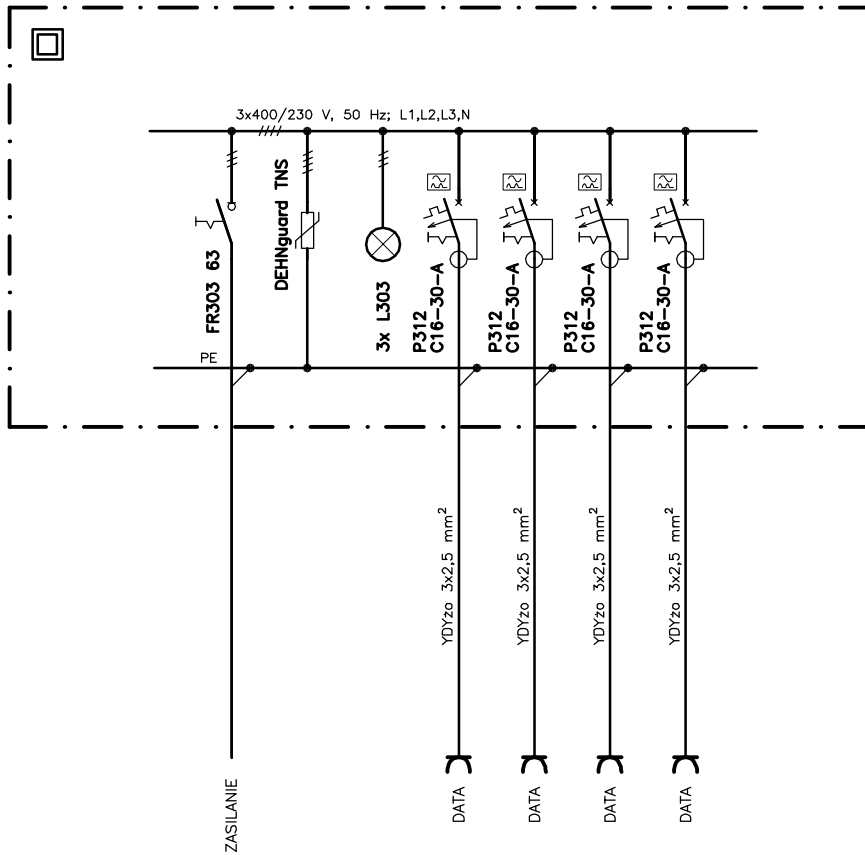 3x400/230 V, 50 Hz; L1,L2,L3,N
FR303 63
DEHNguard TNS
3x L303
P312
C16-30-A
P312
C16-30-A
P312
C16-30-A
P312
C16-30-A
PE
YDYżo 3x2,5 mm²
YDYżo 3x2,5 mm²
YDYżo 3x2,5 mm²
YDYżo 3x2,5 mm²
ZASILANIE
DATA
DATA
DATA
DATA